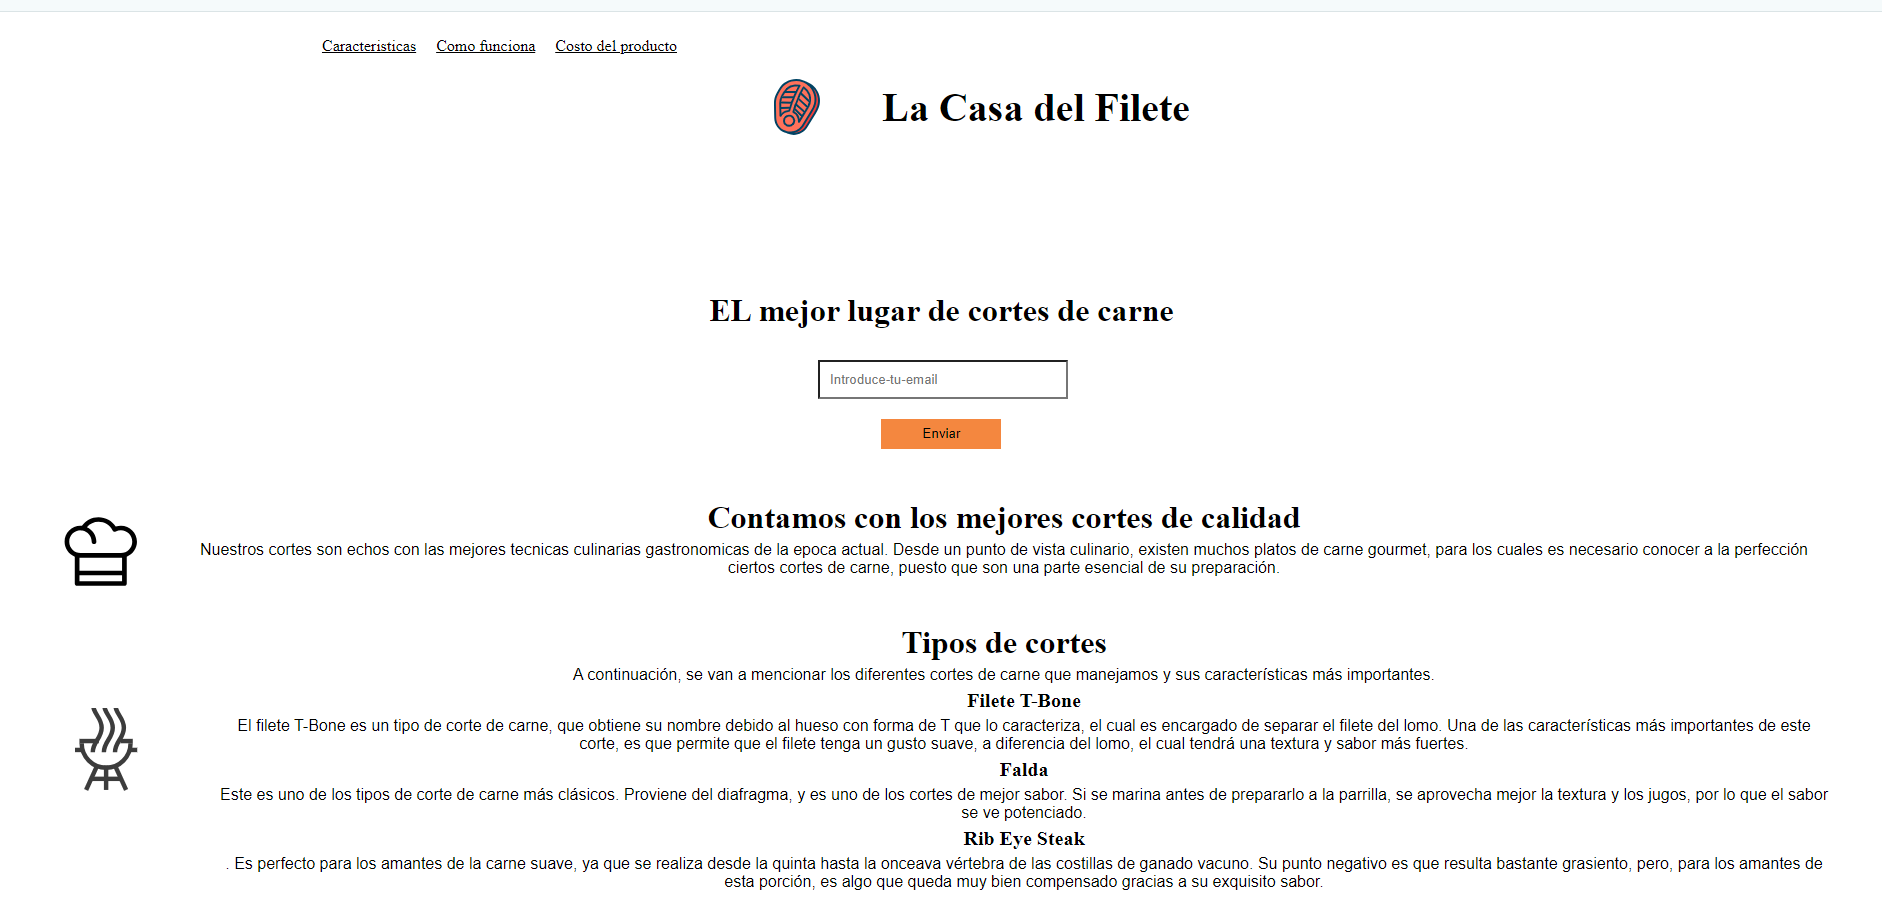 Caracteristicas Como funciona Costo del producto
La Casa del Filete
EL mejor lugar de cortes de carne
Introduce-tu-email
Enviar
Contamos con los mejores cortes de calidad
Nuestros cortes son echos con las mejores tecnicas culinarias gastronomicas de la epoca actual. Desde un punto de vista culinario, existen muchos platos de carne gourmet, para los cuales es necesario conocer a la perfección
ciertos cortes de carne, puesto que son una parte esencial de su preparación.
Tipos de cortes
A continuación, se van a mencionar los diferentes cortes de carne que manejamos y sus características más importantes.
Filete T-Bone
El filete T-Bone es un tipo de corte de carne, que obtiene su nombre debido al hueso con forma de T que lo caracteriza, el cual es encargado de separar el filete del lomo. Una de las características más importantes de este
corte, es que permite que el filete tenga un gusto suave, a diferencia del lomo, el cual tendrá una textura y sabor más fuertes.
Falda
Este es uno de los tipos de corte de carne más clásicos. Proviene del diafragma, y es uno de los cortes de mejor sabor. Si se marina antes de prepararlo a la parrilla, se aprovecha mejor la textura y los jugos, por lo que el sabor
se ve potenciado.
Rib Eye Steak
. Es perfecto para los amantes de la carne suave, ya que se realiza desde la quinta hasta la onceava vértebra de las costillas de ganado vacuno. Su punto negativo es que resulta bastante grasiento, pero, para los amantes de
esta porción, es algo que queda muy bien compensado gracias a su exquisito sabor.